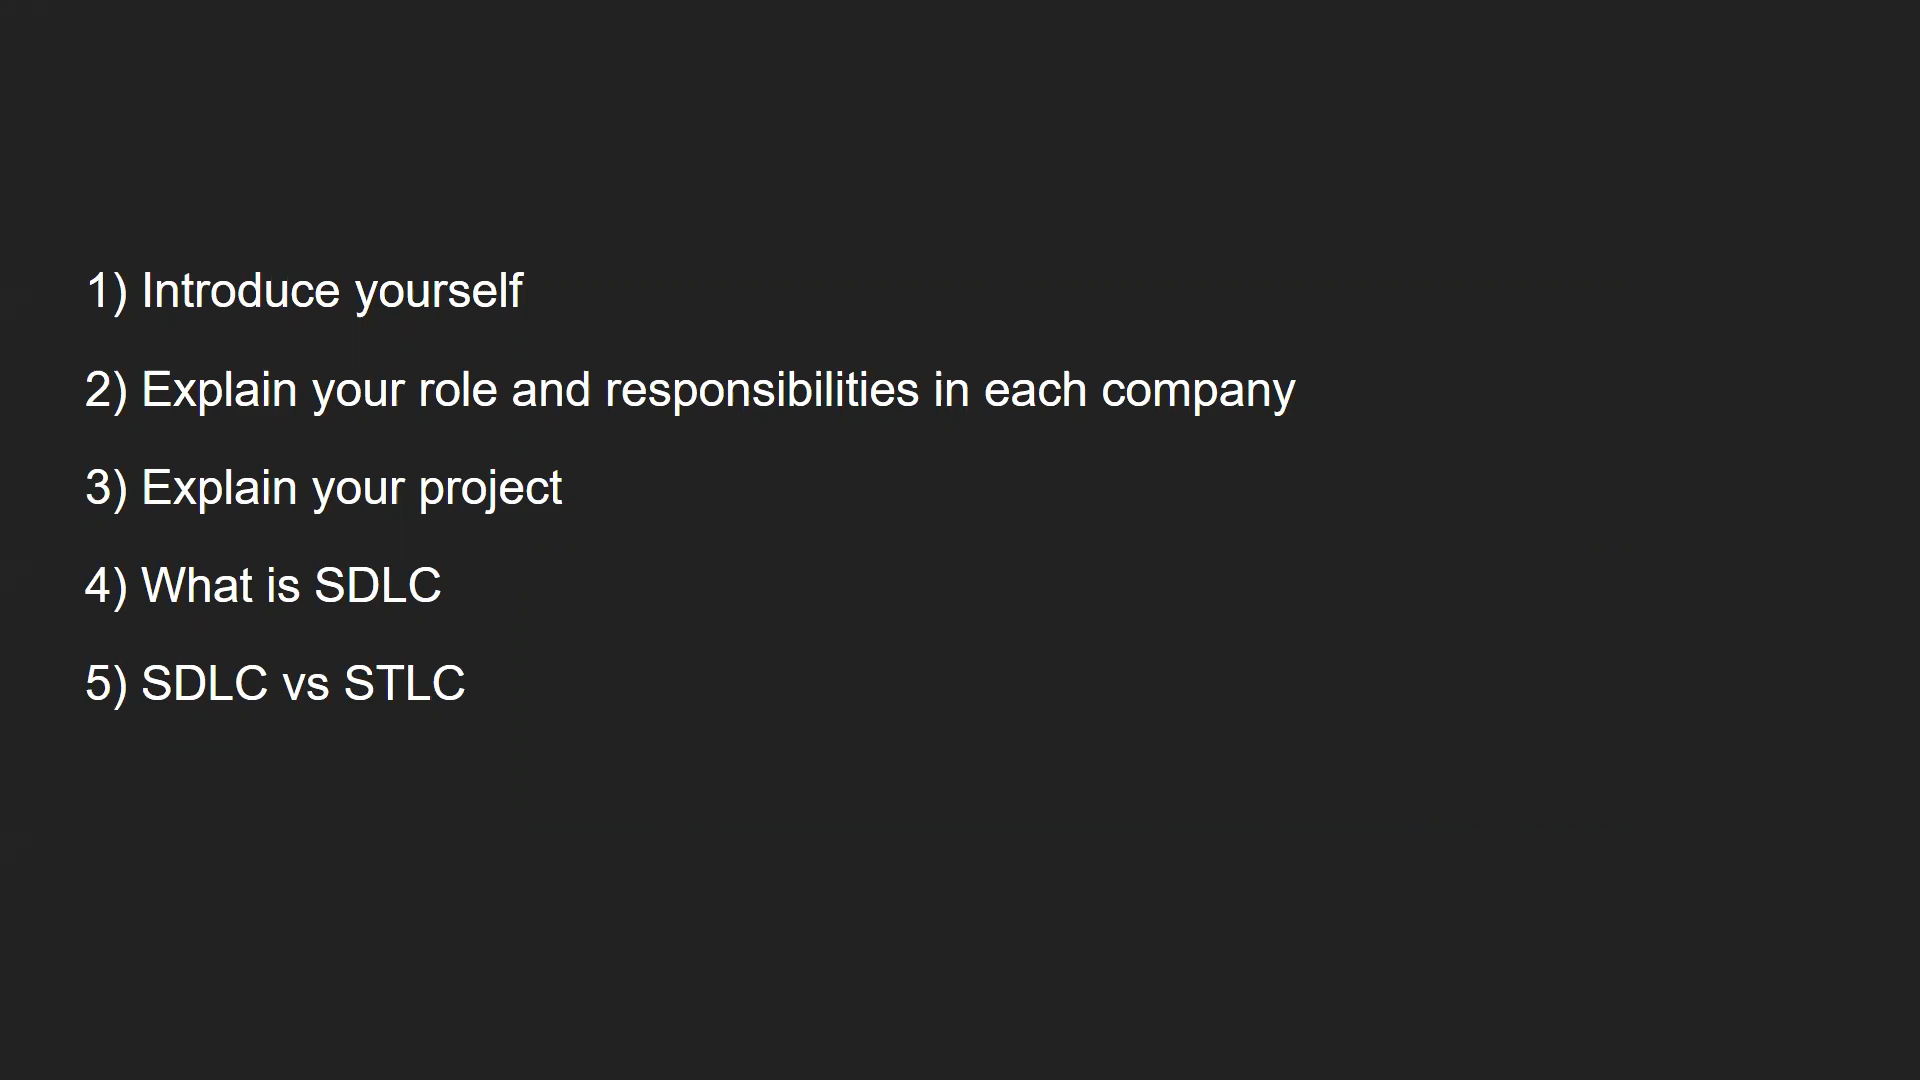 1) Introduce yourself
2) Explain your role and responsibilities in each company
3) Explain your project
4) What is SDLC
5) SDLC vs STLC